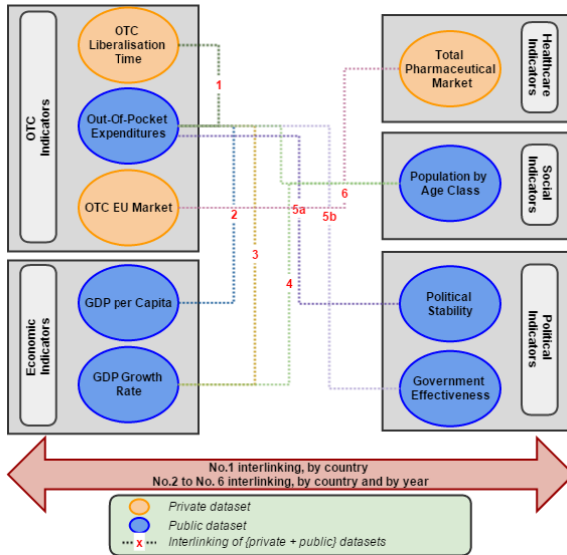 OTC
Indicators
OTC
Liberalisation
Time
Out-Of-Pocket
Expenditures
OTC EU Market
Economic
Indicators
GDP per Capita
GDP Growth
Rate
Total
Pharmaceutical
Market
Healthcare
Indicators
Population by
Age Class
Social
Indicators
Political
Stability
Government
Effectiveness
Political
Indicators
1
2
3
4
5a
5b
6
No.1 interlinking, by country
No.2 to No. 6 interlinking, by country and by year
Private dataset
Public dataset
x Interlinking of {private + public} datasets